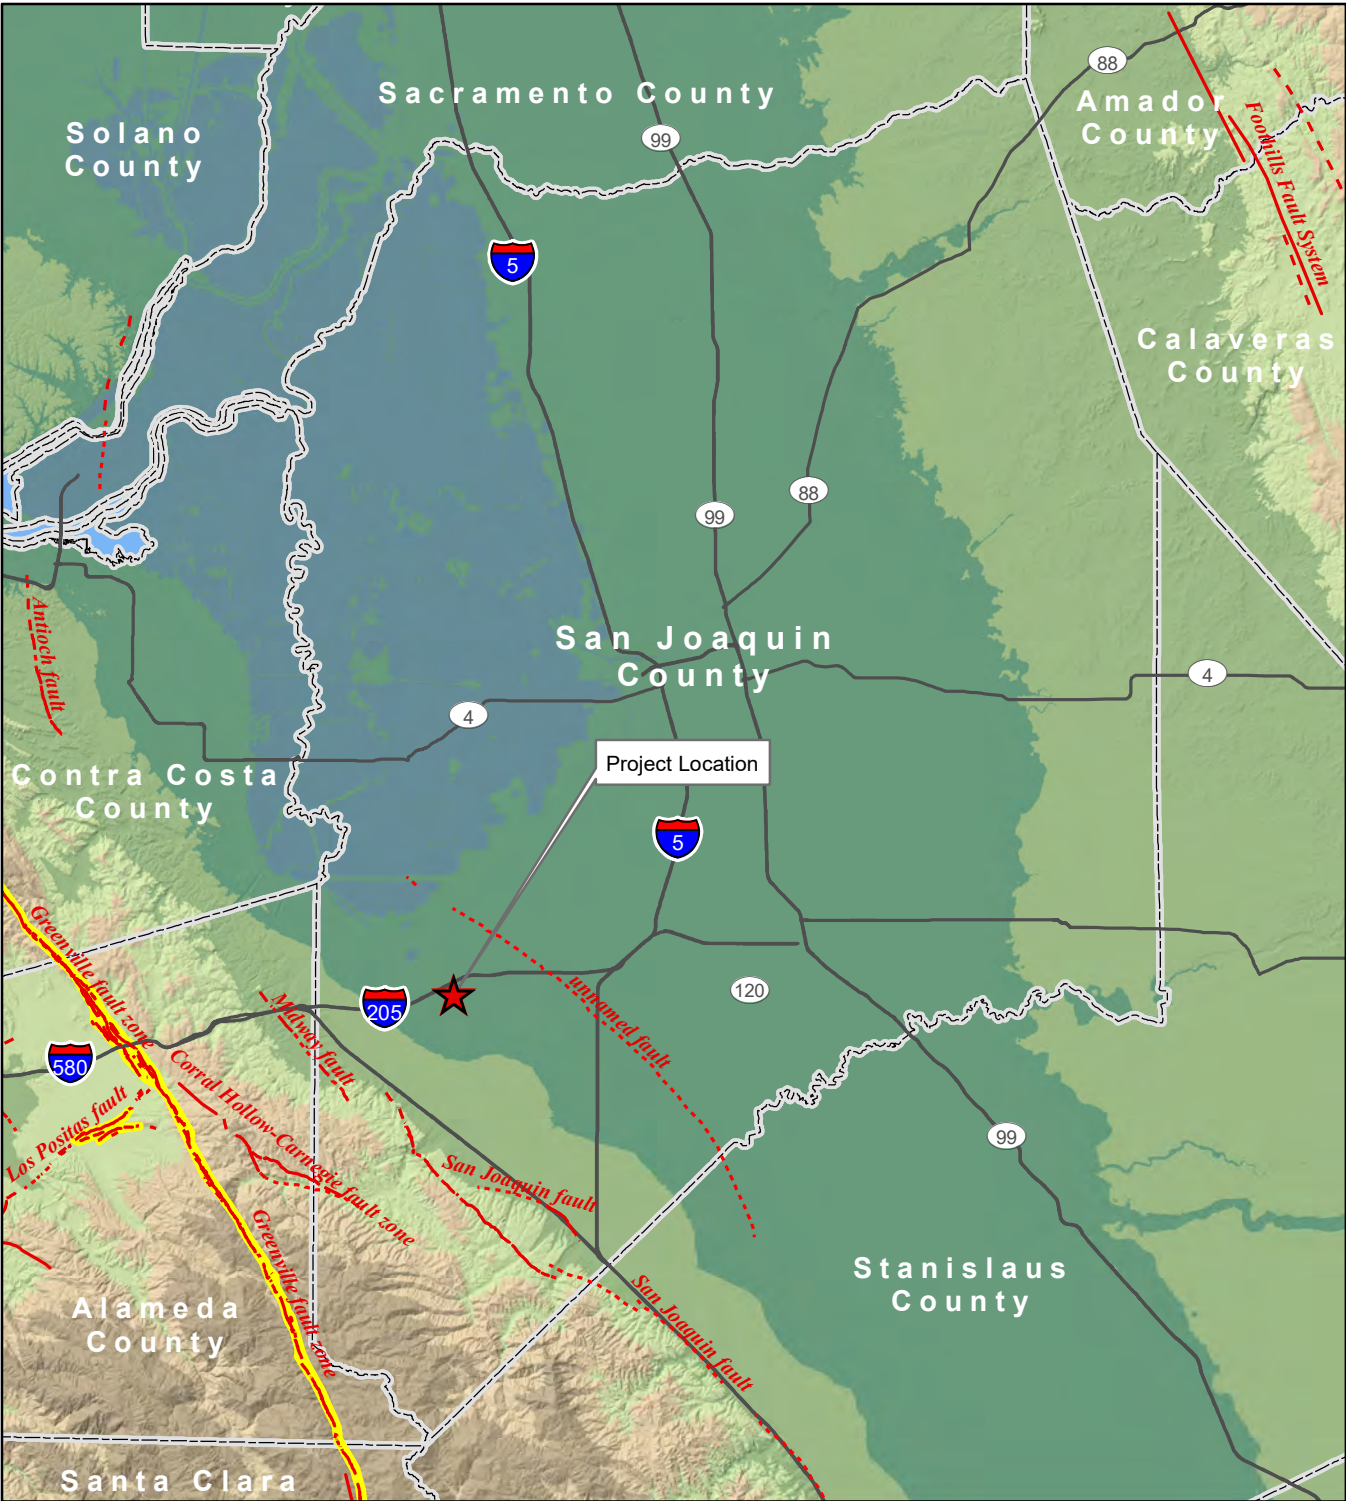 Sacramento County
88
Amador
County
Solano
County
99
Foothills Fault System
5
Calaveras
County
88
99
Antioch fault
San Joaquin
County
4
4
Project Location
Contra Costa
County
5
Greenville fault zone
Midway fault
205
unnamed fault
120
580
Corral Hollow-Carnegie fault zone
Los Positas fault
99
San Joaquin fault
Greenville fault zone
Stanislaus
County
San Joaquin fault
Alameda
County
Santa Clara